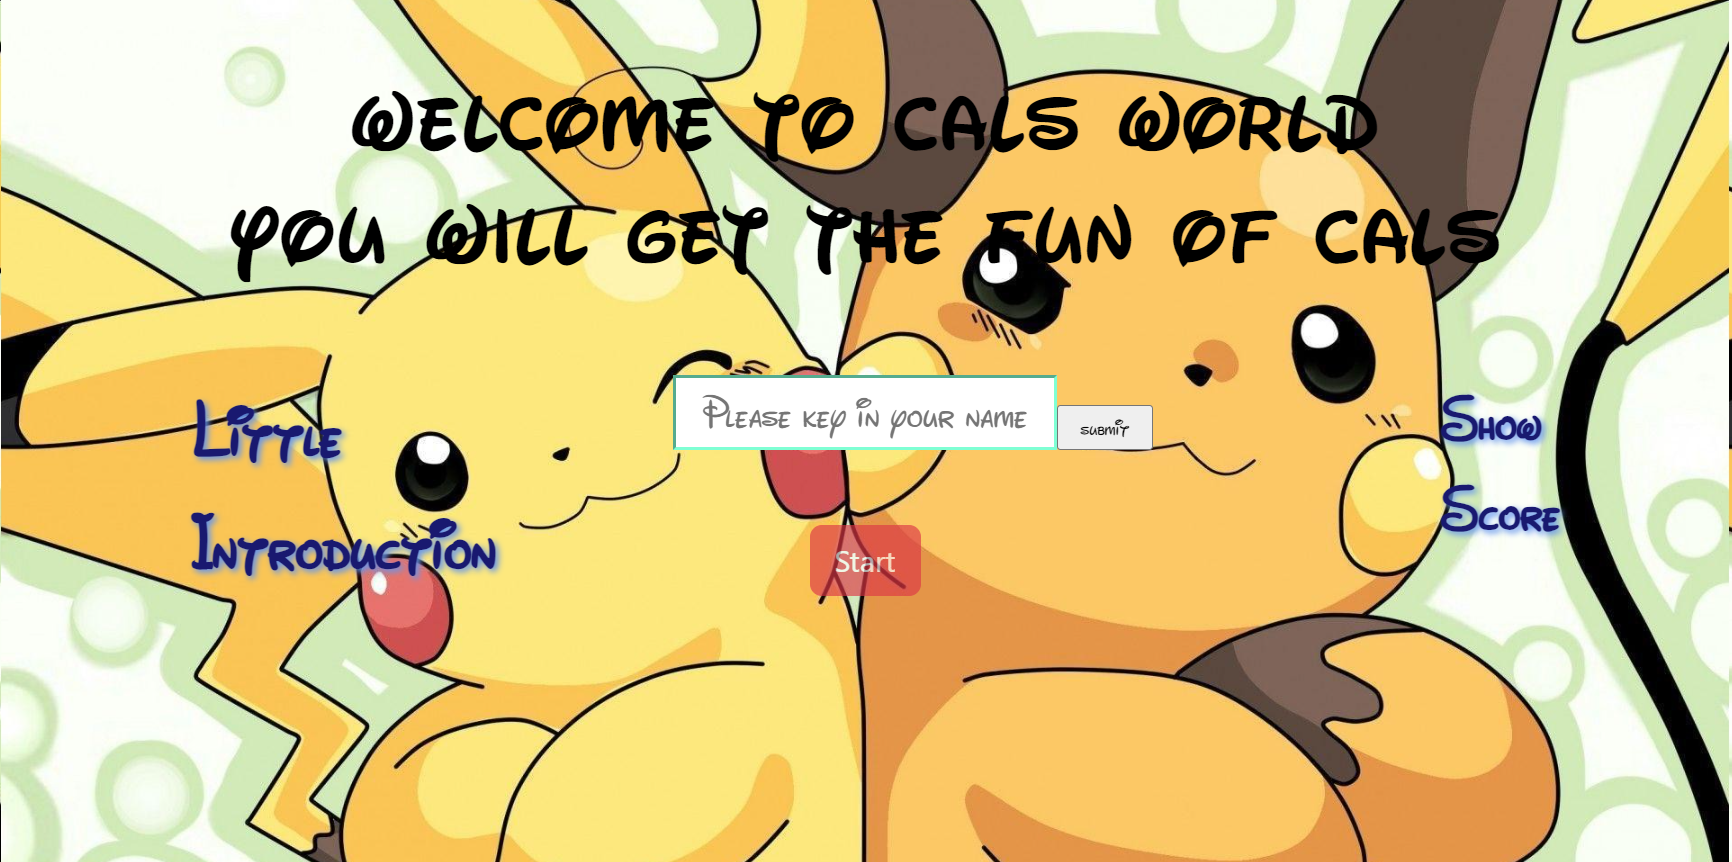 WELCOME TO CALS WORLD
YOU WILL GET THE FUN OF CALS
Please key in your name
submit
Little
Introduction
Show
Score
Start